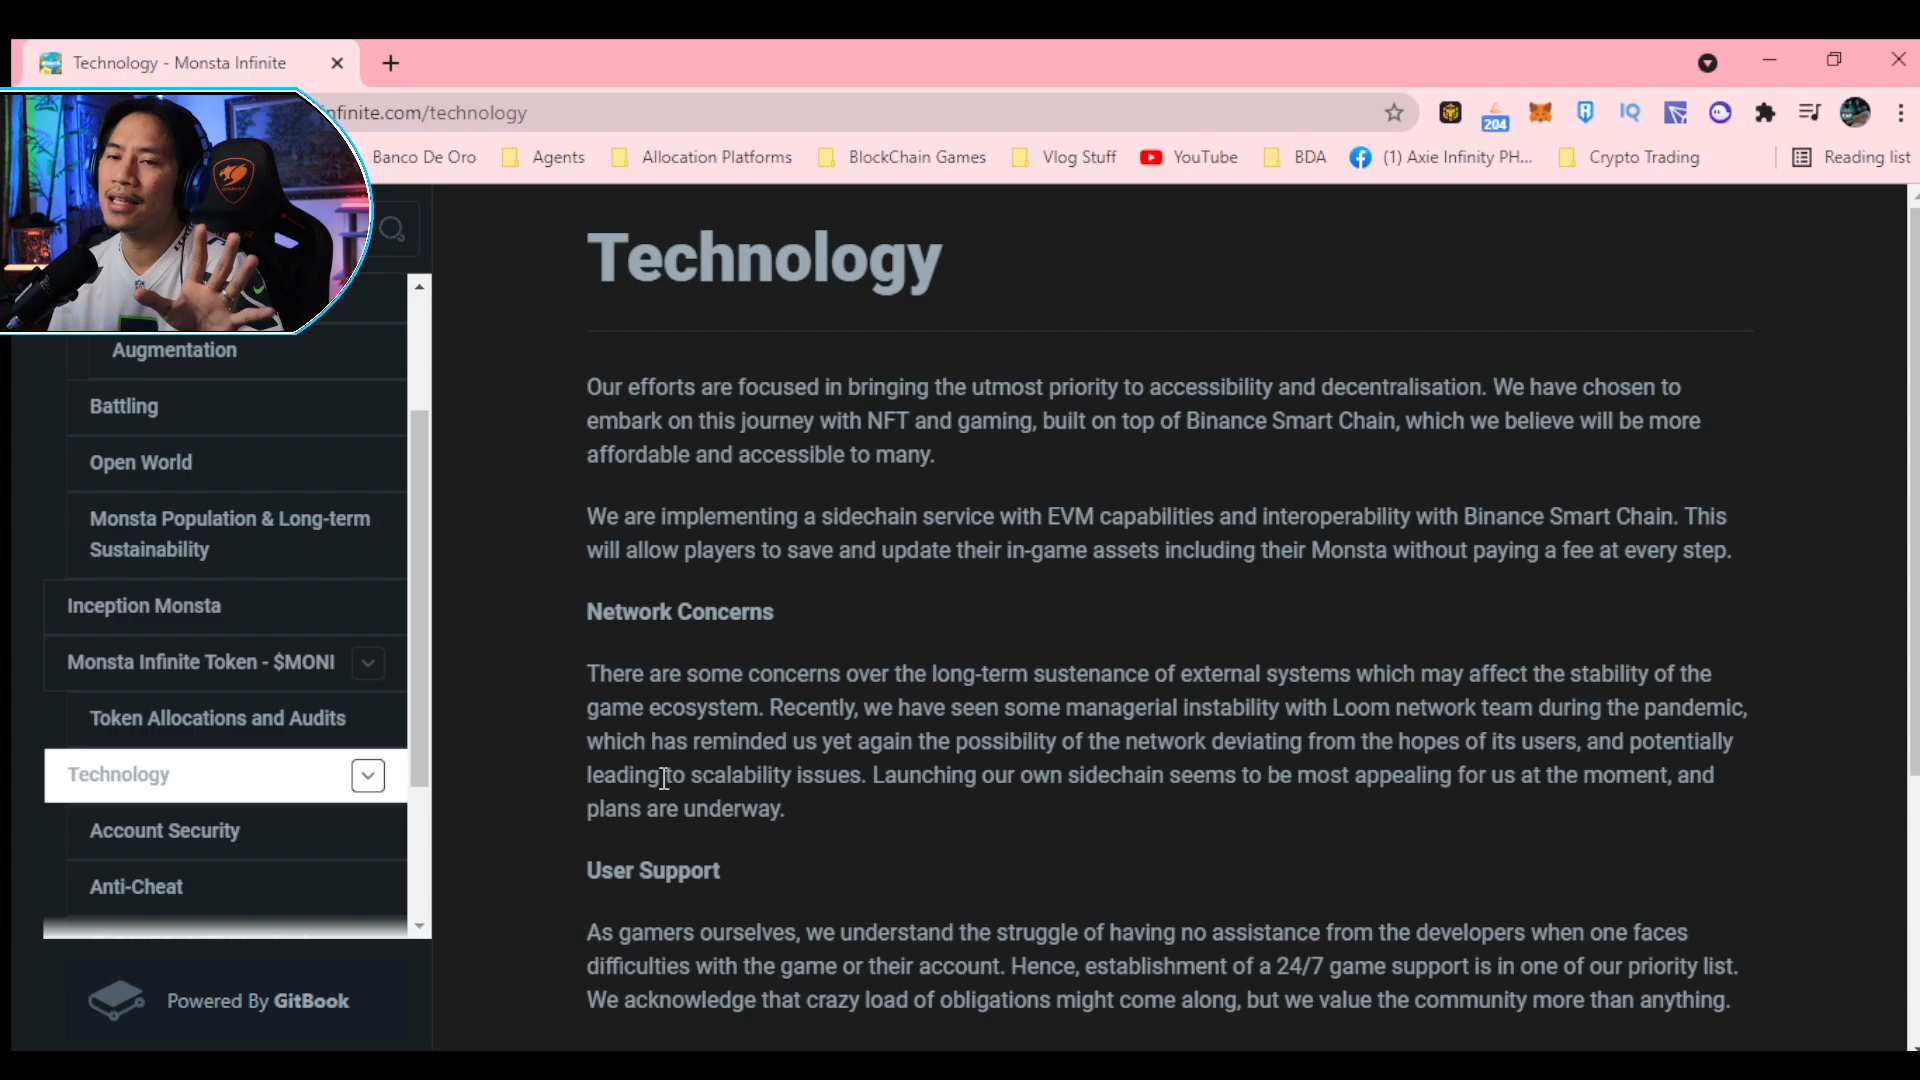 Technology - Monsta Infinite
nfinite.com/technology
204
IQ
Banco De Oro
Agents
Allocation Platforms
BlockChain Games
Vlog Stuff
YouTube
BDA
(1) Axie Infinity PH...
Crypto Trading
Reading list
Augmentation
Battling
Open World
Monsta Population & Long-term
Sustainability
Inception Monsta
Monsta Infinite Token - $MONI
Token Allocations and Audits
Technology
Account Security
Anti-Cheat
Powered By GitBook
Technology
Our efforts are focused in bringing the utmost priority to accessibility and decentralisation. We have chosen to
embark on this journey with NFT and gaming, built on top of Binance Smart Chain, which we believe will be more
affordable and accessible to many.
We are implementing a sidechain service with EVM capabilities and interoperability with Binance Smart Chain. This
will allow players to save and update their in-game assets including their Monsta without paying a fee at every step.
Network Concerns
There are some concerns over the long-term sustenance of external systems which may affect the stability of the
game ecosystem. Recently, we have seen some managerial instability with Loom network team during the pandemic,
which has reminded us yet again the possibility of the network deviating from the hopes of its users, and potentially
leading to scalability issues. Launching our own sidechain seems to be most appealing for us at the moment, and
plans are underway.
User Support
As gamers ourselves, we understand the struggle of having no assistance from the developers when one faces
difficulties with the game or their account. Hence, establishment of a 24/7 game support is in one of our priority list.
We acknowledge that crazy load of obligations might come along, but we value the community more than anything.